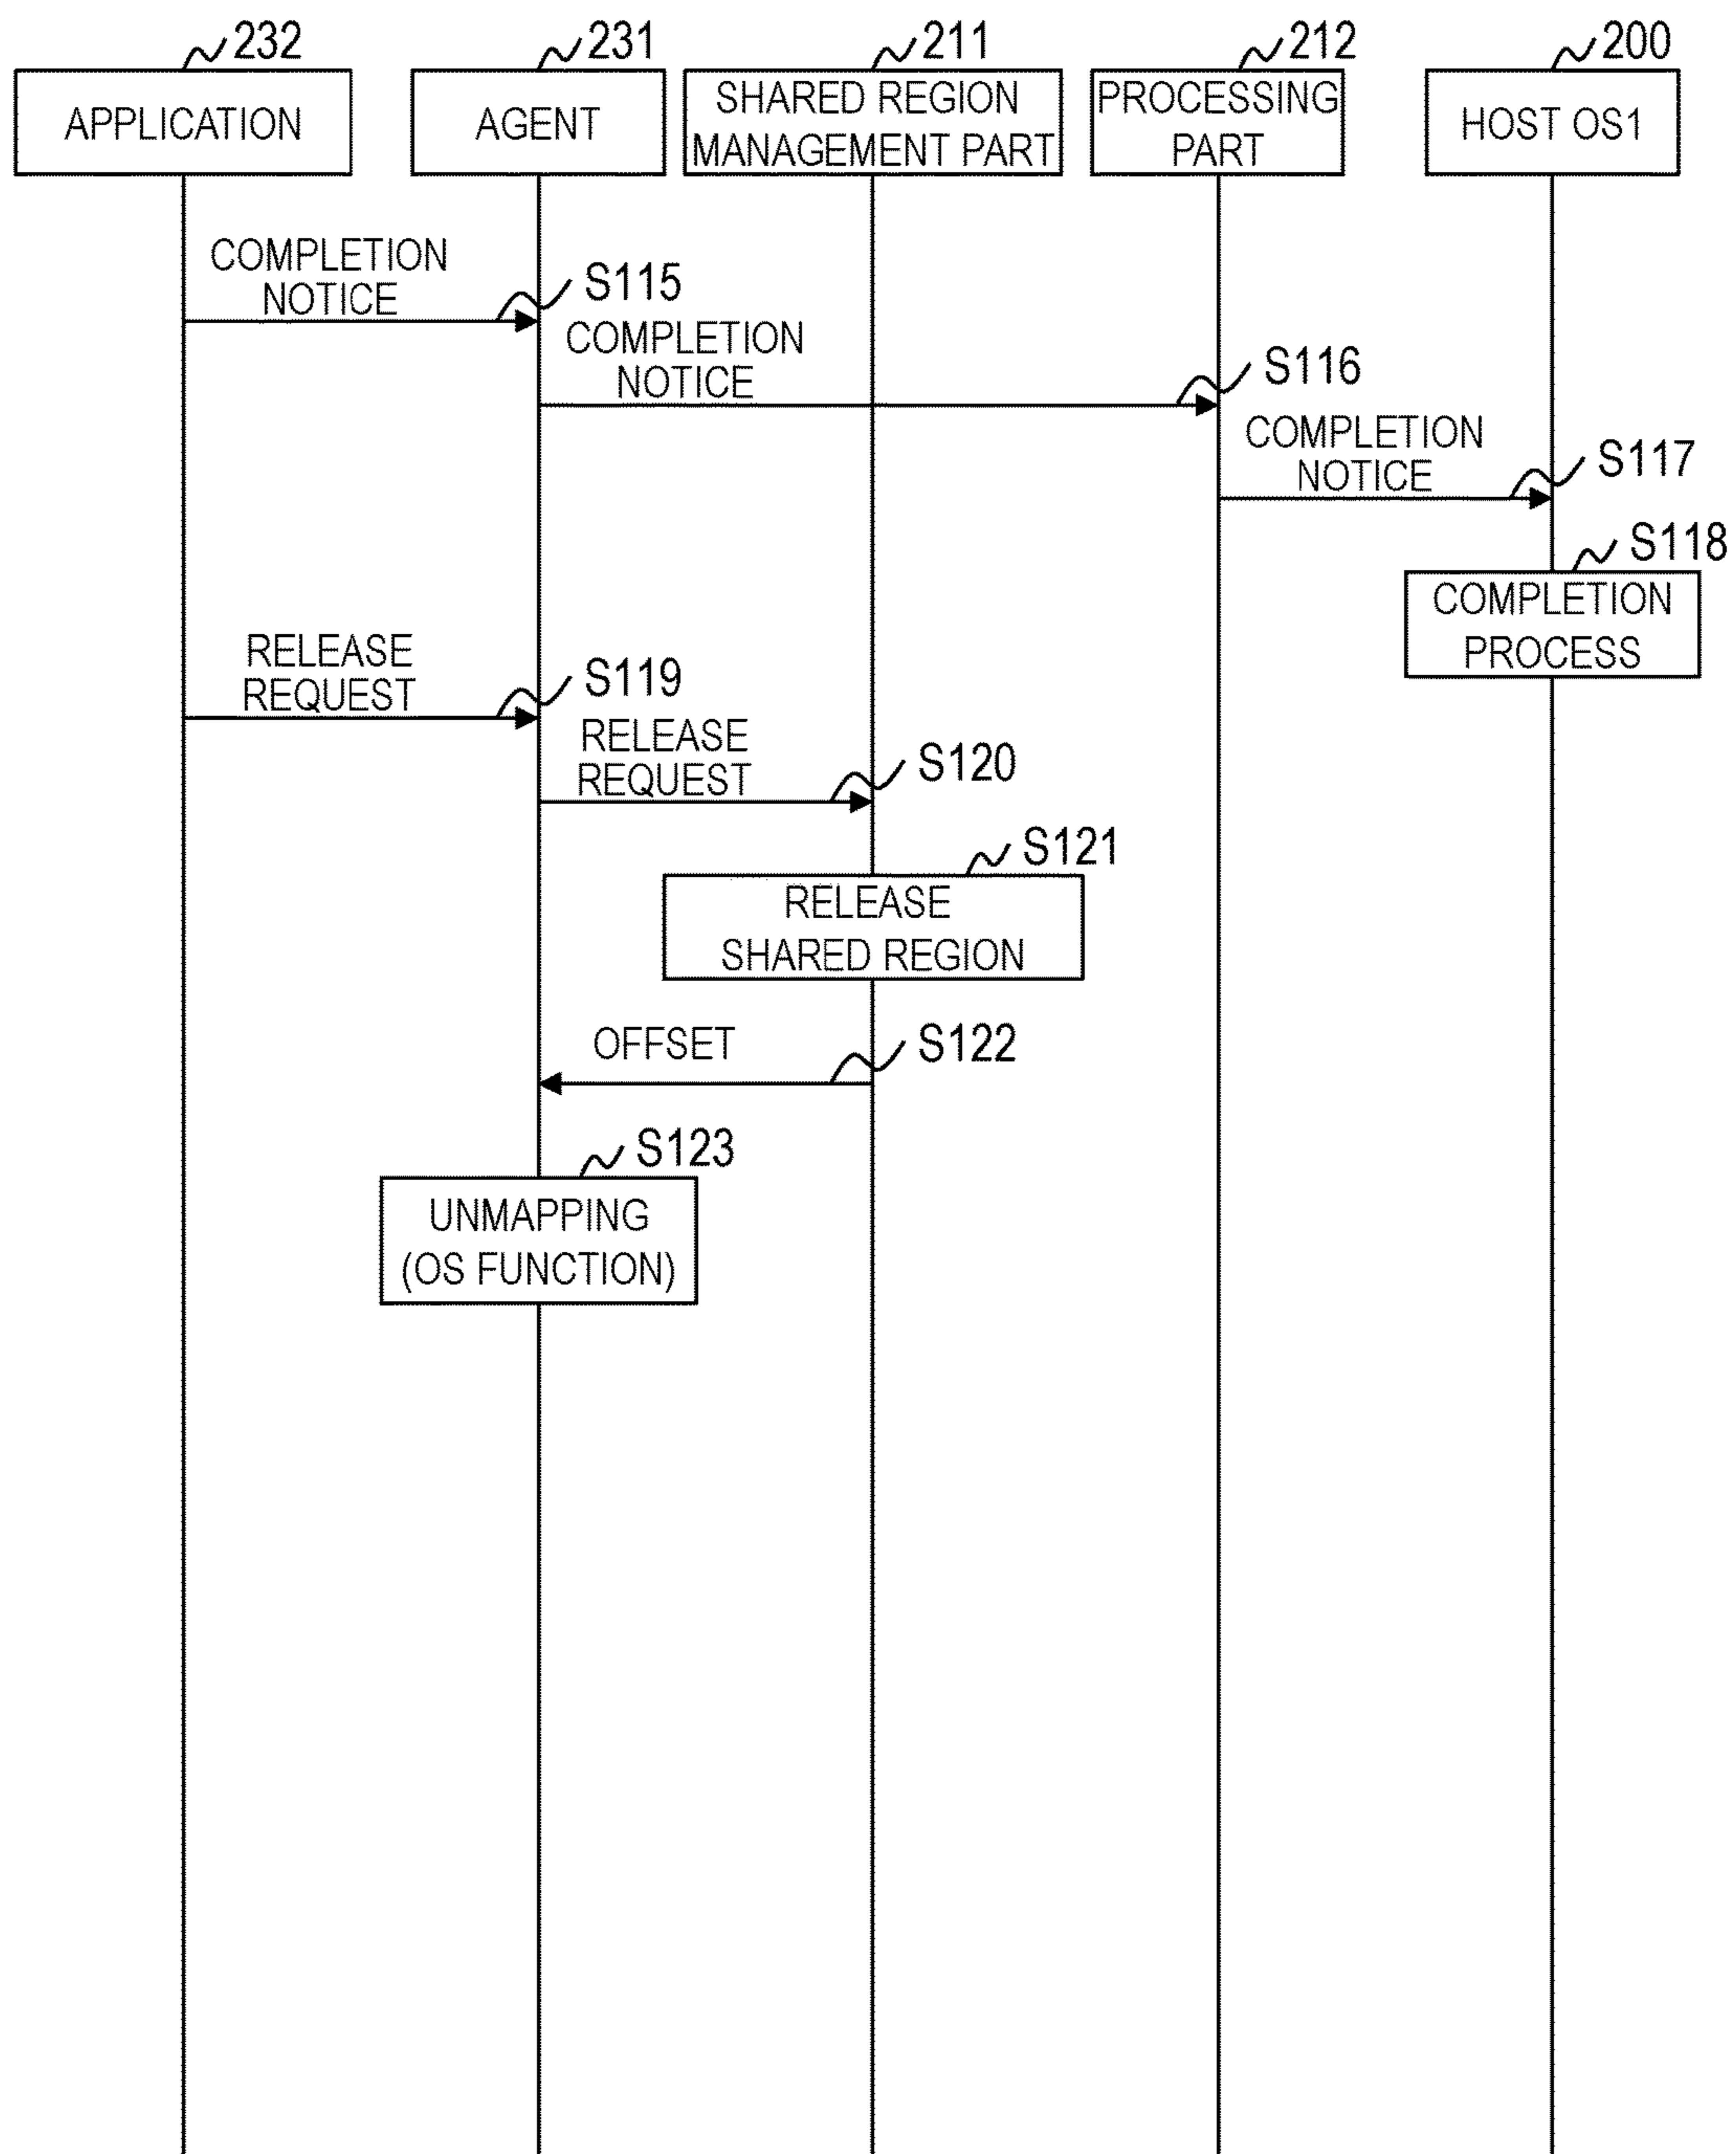 232
231
211
212
200
APPLICATION
AGENT
SHARED REGION
MANAGEMENT PART
PROCESSING
PART
HOST OS1
COMPLETION
NOTICE
S115
COMPLETION
NOTICE
S116
COMPLETION
NOTICE
S117
S118
COMPLETION
PROCESS
RELEASE
REQUEST
S119
RELEASE
REQUEST
S120
S121
RELEASE
SHARED REGION
OFFSET
S122
S123
UNMAPPING
(OS FUNCTION)